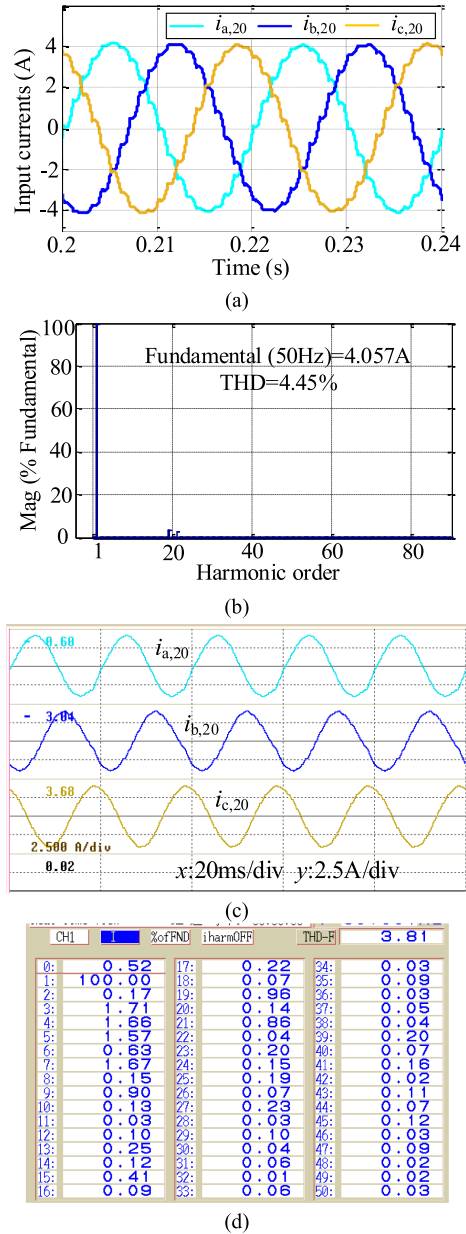 ia,20 ib,20 ic,20
4
2
0
-2
-4
Input currents (A)
0.2 0.21 0.22 0.23 0.24
Time (s)
(a)
100
80
60
40
20
0
Mag (% Fundamental)
Fundamental (50Hz)=4.057A
THD=4.45%
1 20 40 60 80
Harmonic order
(b)
0.60
ia,20
3.04
ib,20
3.68
ic,20
2.500 A/div
0.02
x:20ms/div y:2.5A/div
(c)
CH1 I %ofFND iharmOFF THD-F 3.81
0: 0.52 17: 0.22 34: 0.03
1: 100.00 18: 0.07 35: 0.09
2: 0.17 19: 0.96 36: 0.03
3: 1.71 20: 0.14 37: 0.05
4: 1.66 21: 0.86 38: 0.04
5: 1.57 22: 0.04 39: 0.20
6: 0.63 23: 0.20 40: 0.07
7: 1.67 24: 0.15 41: 0.16
8: 0.15 25: 0.19 42: 0.02
9: 0.90 26: 0.07 43: 0.11
10: 0.13 27: 0.23 44: 0.07
11: 0.03 28: 0.03 45: 0.12
12: 0.10 29: 0.10 46: 0.03
13: 0.25 30: 0.04 47: 0.09
14: 0.12 31: 0.06 48: 0.02
15: 0.41 32: 0.01 49: 0.02
16: 0.09 33: 0.06 50: 0.03
(d)